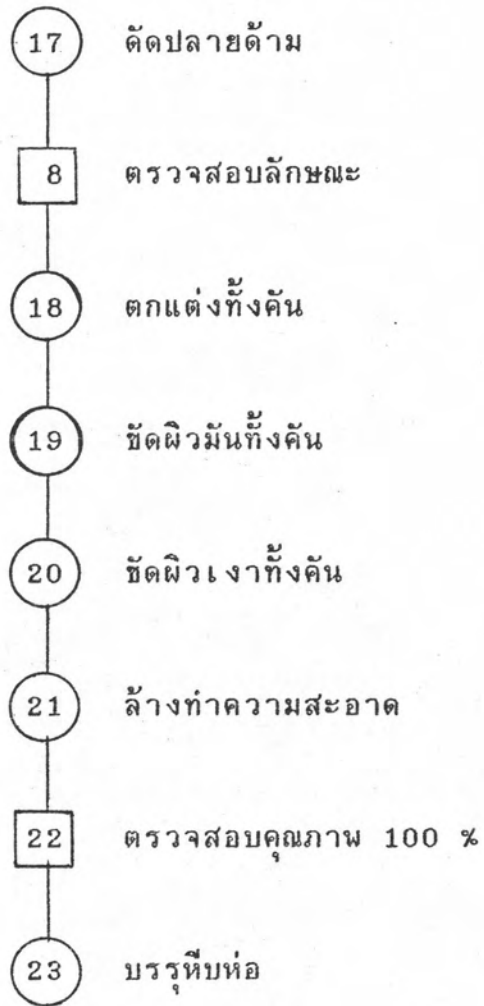 17 ดัดปลายด้าม
8 ตรวจสอบลักษณะ
18 ตกแต่งทั้งคัน
19 ขัดผิวมันทั้งคัน
20 ขัดผิวเงาทั้งคัน
21 ล้างทำความสะอาด
22 ตรวจสอบคุณภาพ 100 %
23 บรรุหีบห่อ